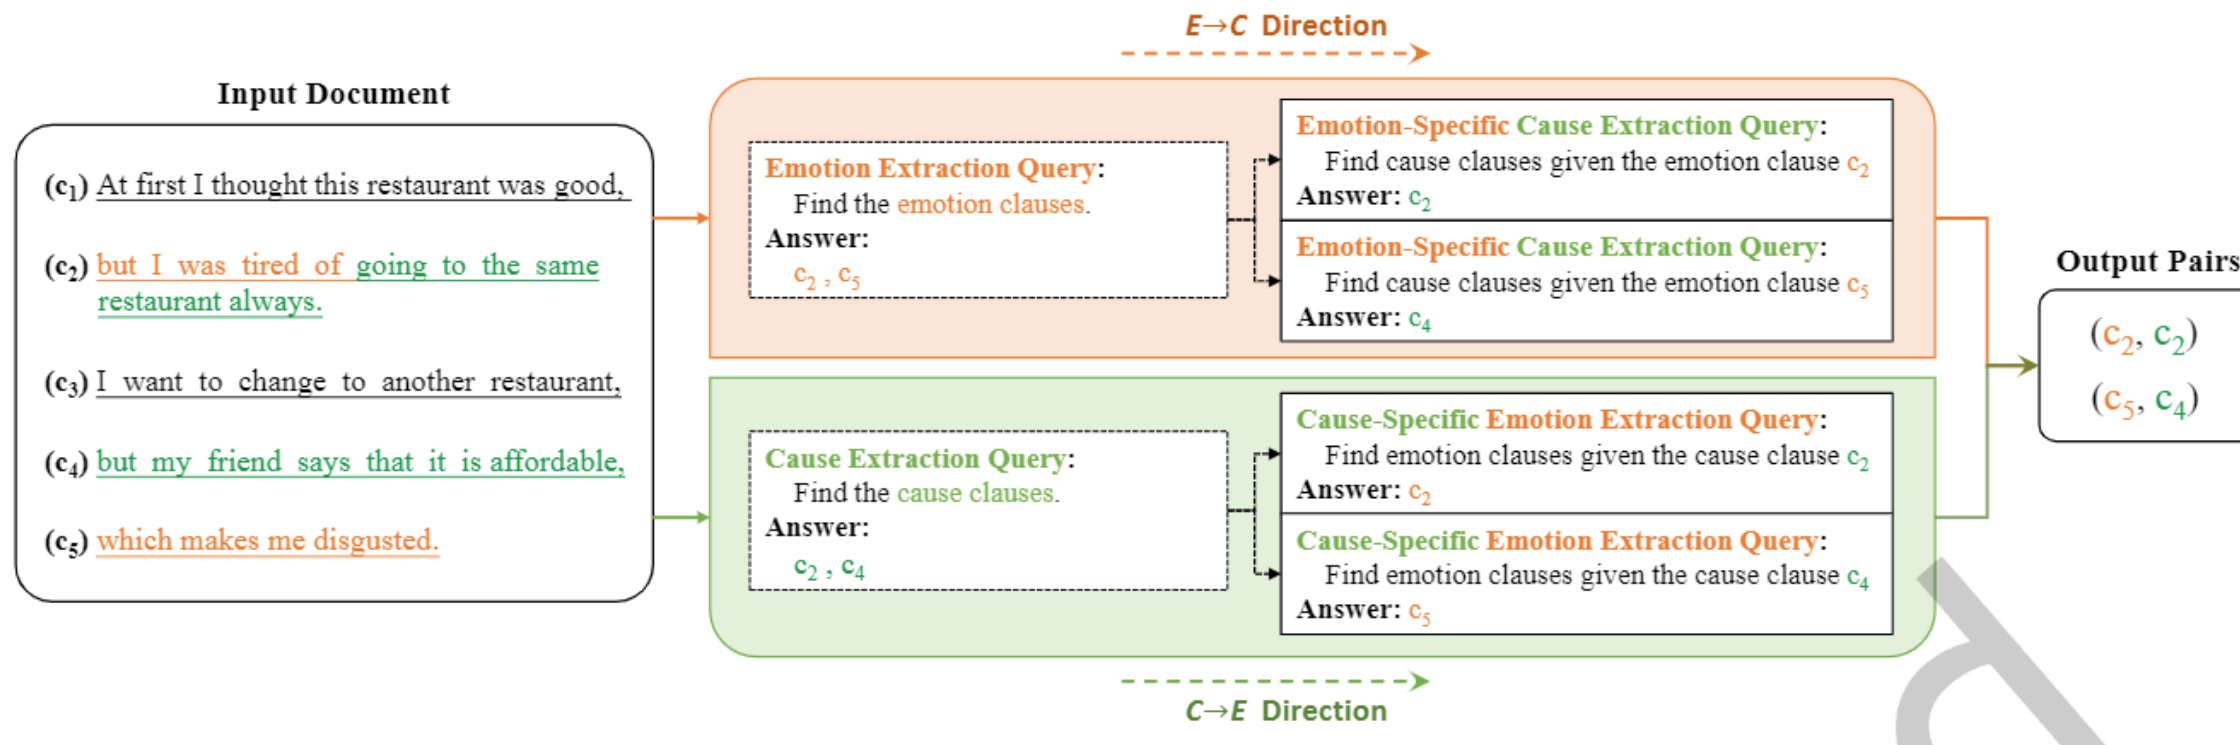 E→C Direction
Input Document
(c1) At first I thought this restaurant was good,
(c2) but I was tired of going to the same
restaurant always.
(c3) I want to change to another restaurant,
(c4) but my friend says that it is affordable,
(c5) which makes me disgusted.
Emotion Extraction Query:
Find the emotion clauses.
Answer:
c2 , c5
Emotion-Specific Cause Extraction Query:
Find cause clauses given the emotion clause c2
Answer: c2
Emotion-Specific Cause Extraction Query:
Find cause clauses given the emotion clause c5
Answer: c4
Cause Extraction Query:
Find the cause clauses.
Answer:
c2 , c4
Cause-Specific Emotion Extraction Query:
Find emotion clauses given the cause clause c2
Answer: c2
Cause-Specific Emotion Extraction Query:
Find emotion clauses given the cause clause c4
Answer: c5
Output Pairs
(c2, c2)
(c5, c4)
C→E Direction